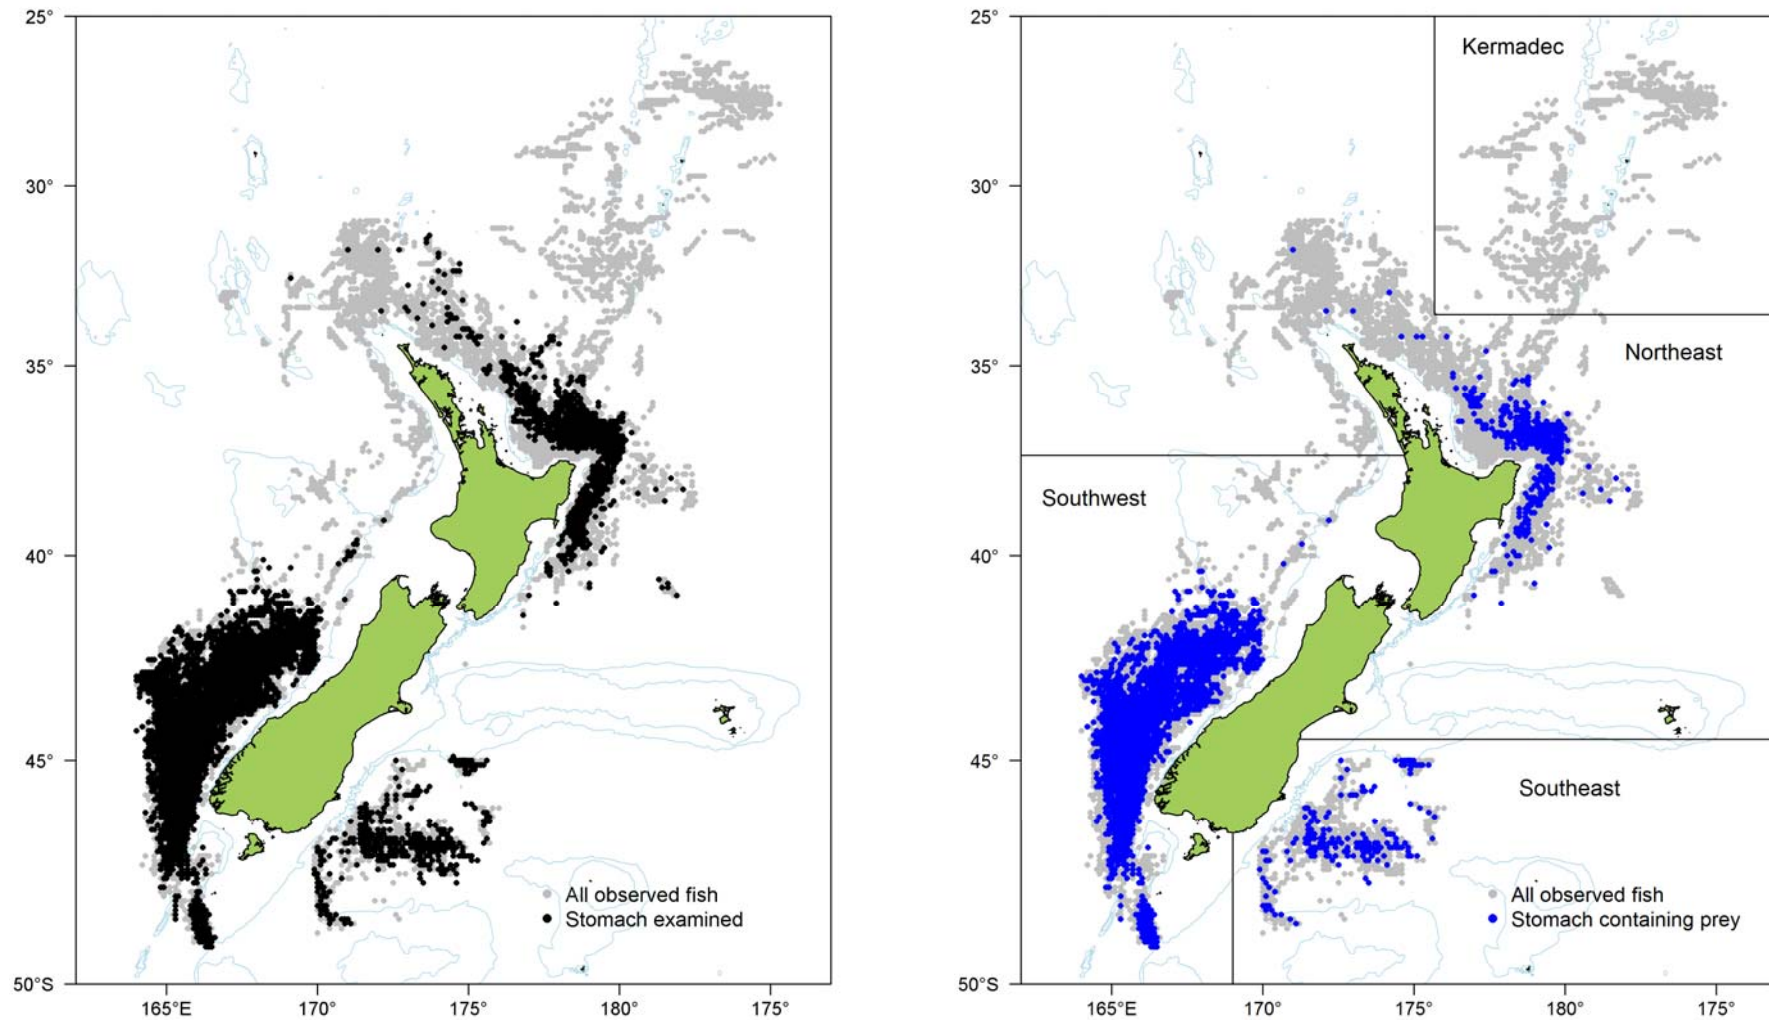 25°
30°
35°
40°
45°
50°S
165°E
170°
175°
180°
175°
All observed fish
Stomach examined
25°
30°
35°
40°
45°
50°S
165°E
170°
175°
180°
175°
Kermadec
Northeast
Southwest
Southeast
All observed fish
Stomach containing prey